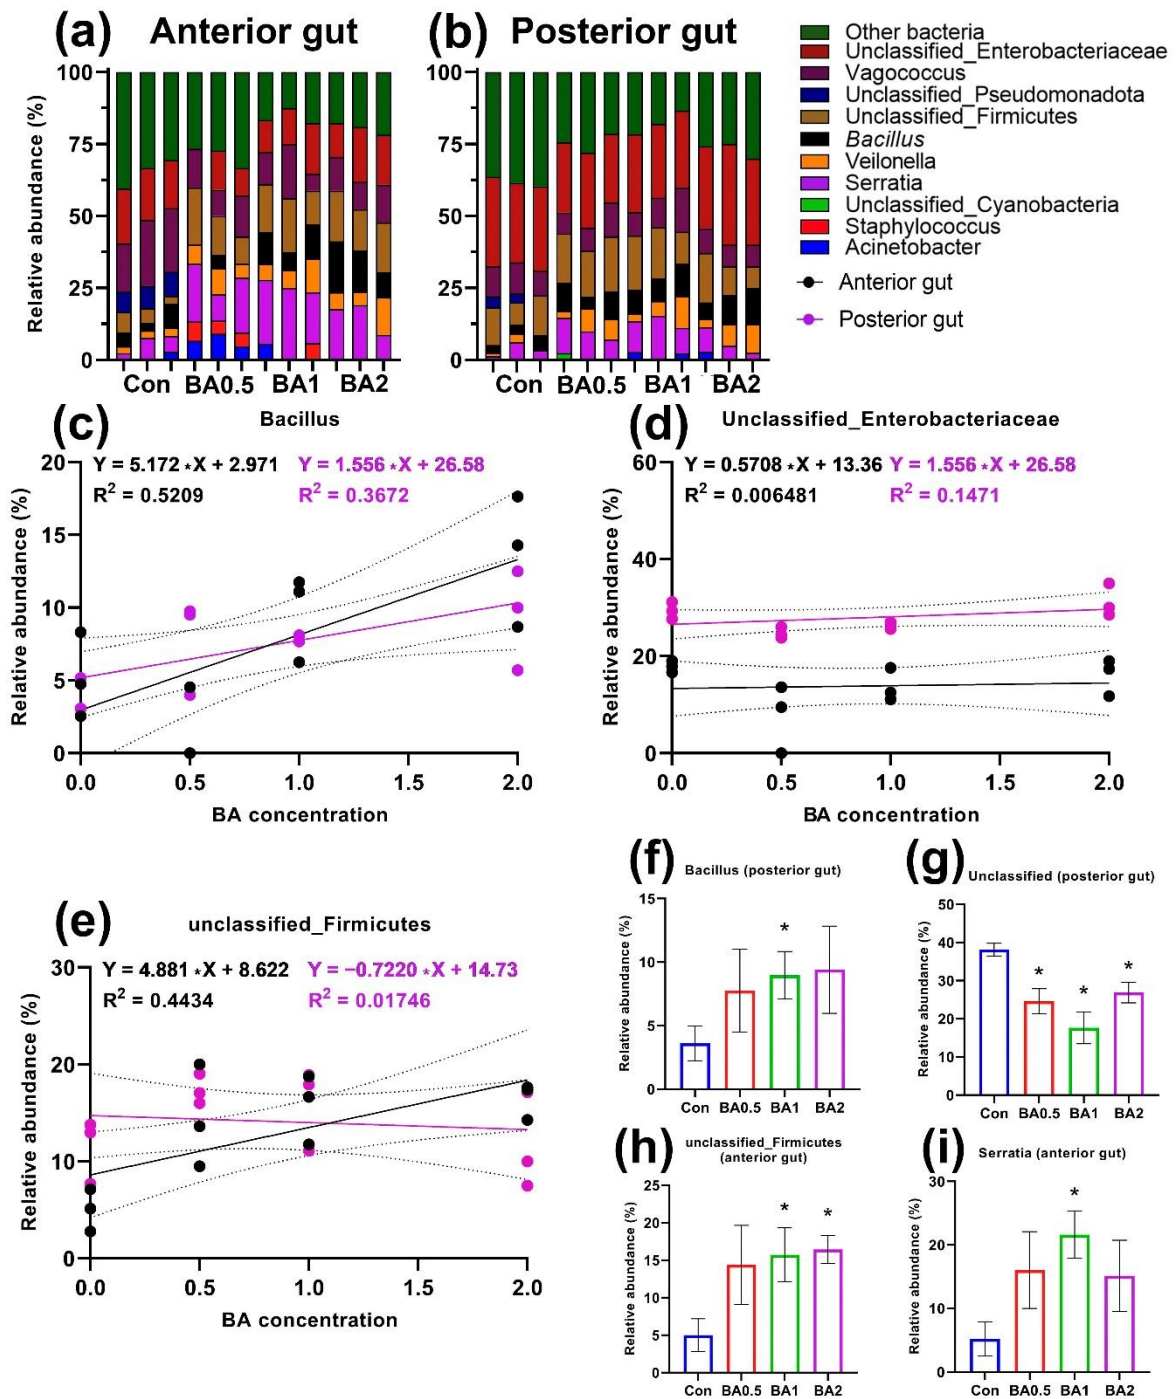 (a) Anterior gut
(b) Posterior gut
Relative abundance (%)
100
75
50
25
0
Con BA0.5 BA1 BA2
100
75
50
25
0
Con BA0.5 BA1 BA2
Other bacteria
Unclassified_Enterobacteriaceae
Vagococcus
Unclassified_Pseudomonadota
Unclassified_Firmicutes
Bacillus
Veilonella
Serratia
Unclassified_Cyanobacteria
Staphylococcus
Acinetobacter
Anterior gut
Posterior gut
(c) Bacillus
Y = 5.172 *X + 2.971 Y = 1.556 *X + 26.58
R² = 0.5209 R² = 0.3672
Relative abundance (%)
20
15
10
5
0
0.0 0.5 1.0 1.5 2.0
BA concentration
(d) Unclassified_Enterobacteriaceae
Y = 0.5708 *X + 13.36 Y = 1.556 *X + 26.58
R² = 0.006481 R² = 0.1471
Relative abundance (%)
60
40
20
0
0.0 0.5 1.0 1.5 2.0
BA concentration
(e) unclassified_Firmicutes
Y = 4.881 *X + 8.622 Y = −0.7220 *X + 14.73
R² = 0.4434 R² = 0.01746
Relative abundance (%)
30
20
10
0
0.0 0.5 1.0 1.5 2.0
BA concentration
(f) Bacillus (posterior gut)
Relative abundance (%)
15
10
5
0
*
Con BA0.5 BA1 BA2
(g) Unclassified (posterior gut)
Relative abundance (%)
50
40
30
20
10
0
* * *
Con BA0.5 BA1 BA2
(h) unclassified_Firmicutes
(anterior gut)
Relative abundance (%)
25
20
15
10
5
0
* *
Con BA0.5 BA1 BA2
(i) Serratia (anterior gut)
Relative abundance (%)
30
20
10
0
*
Con BA0.5 BA1 BA2